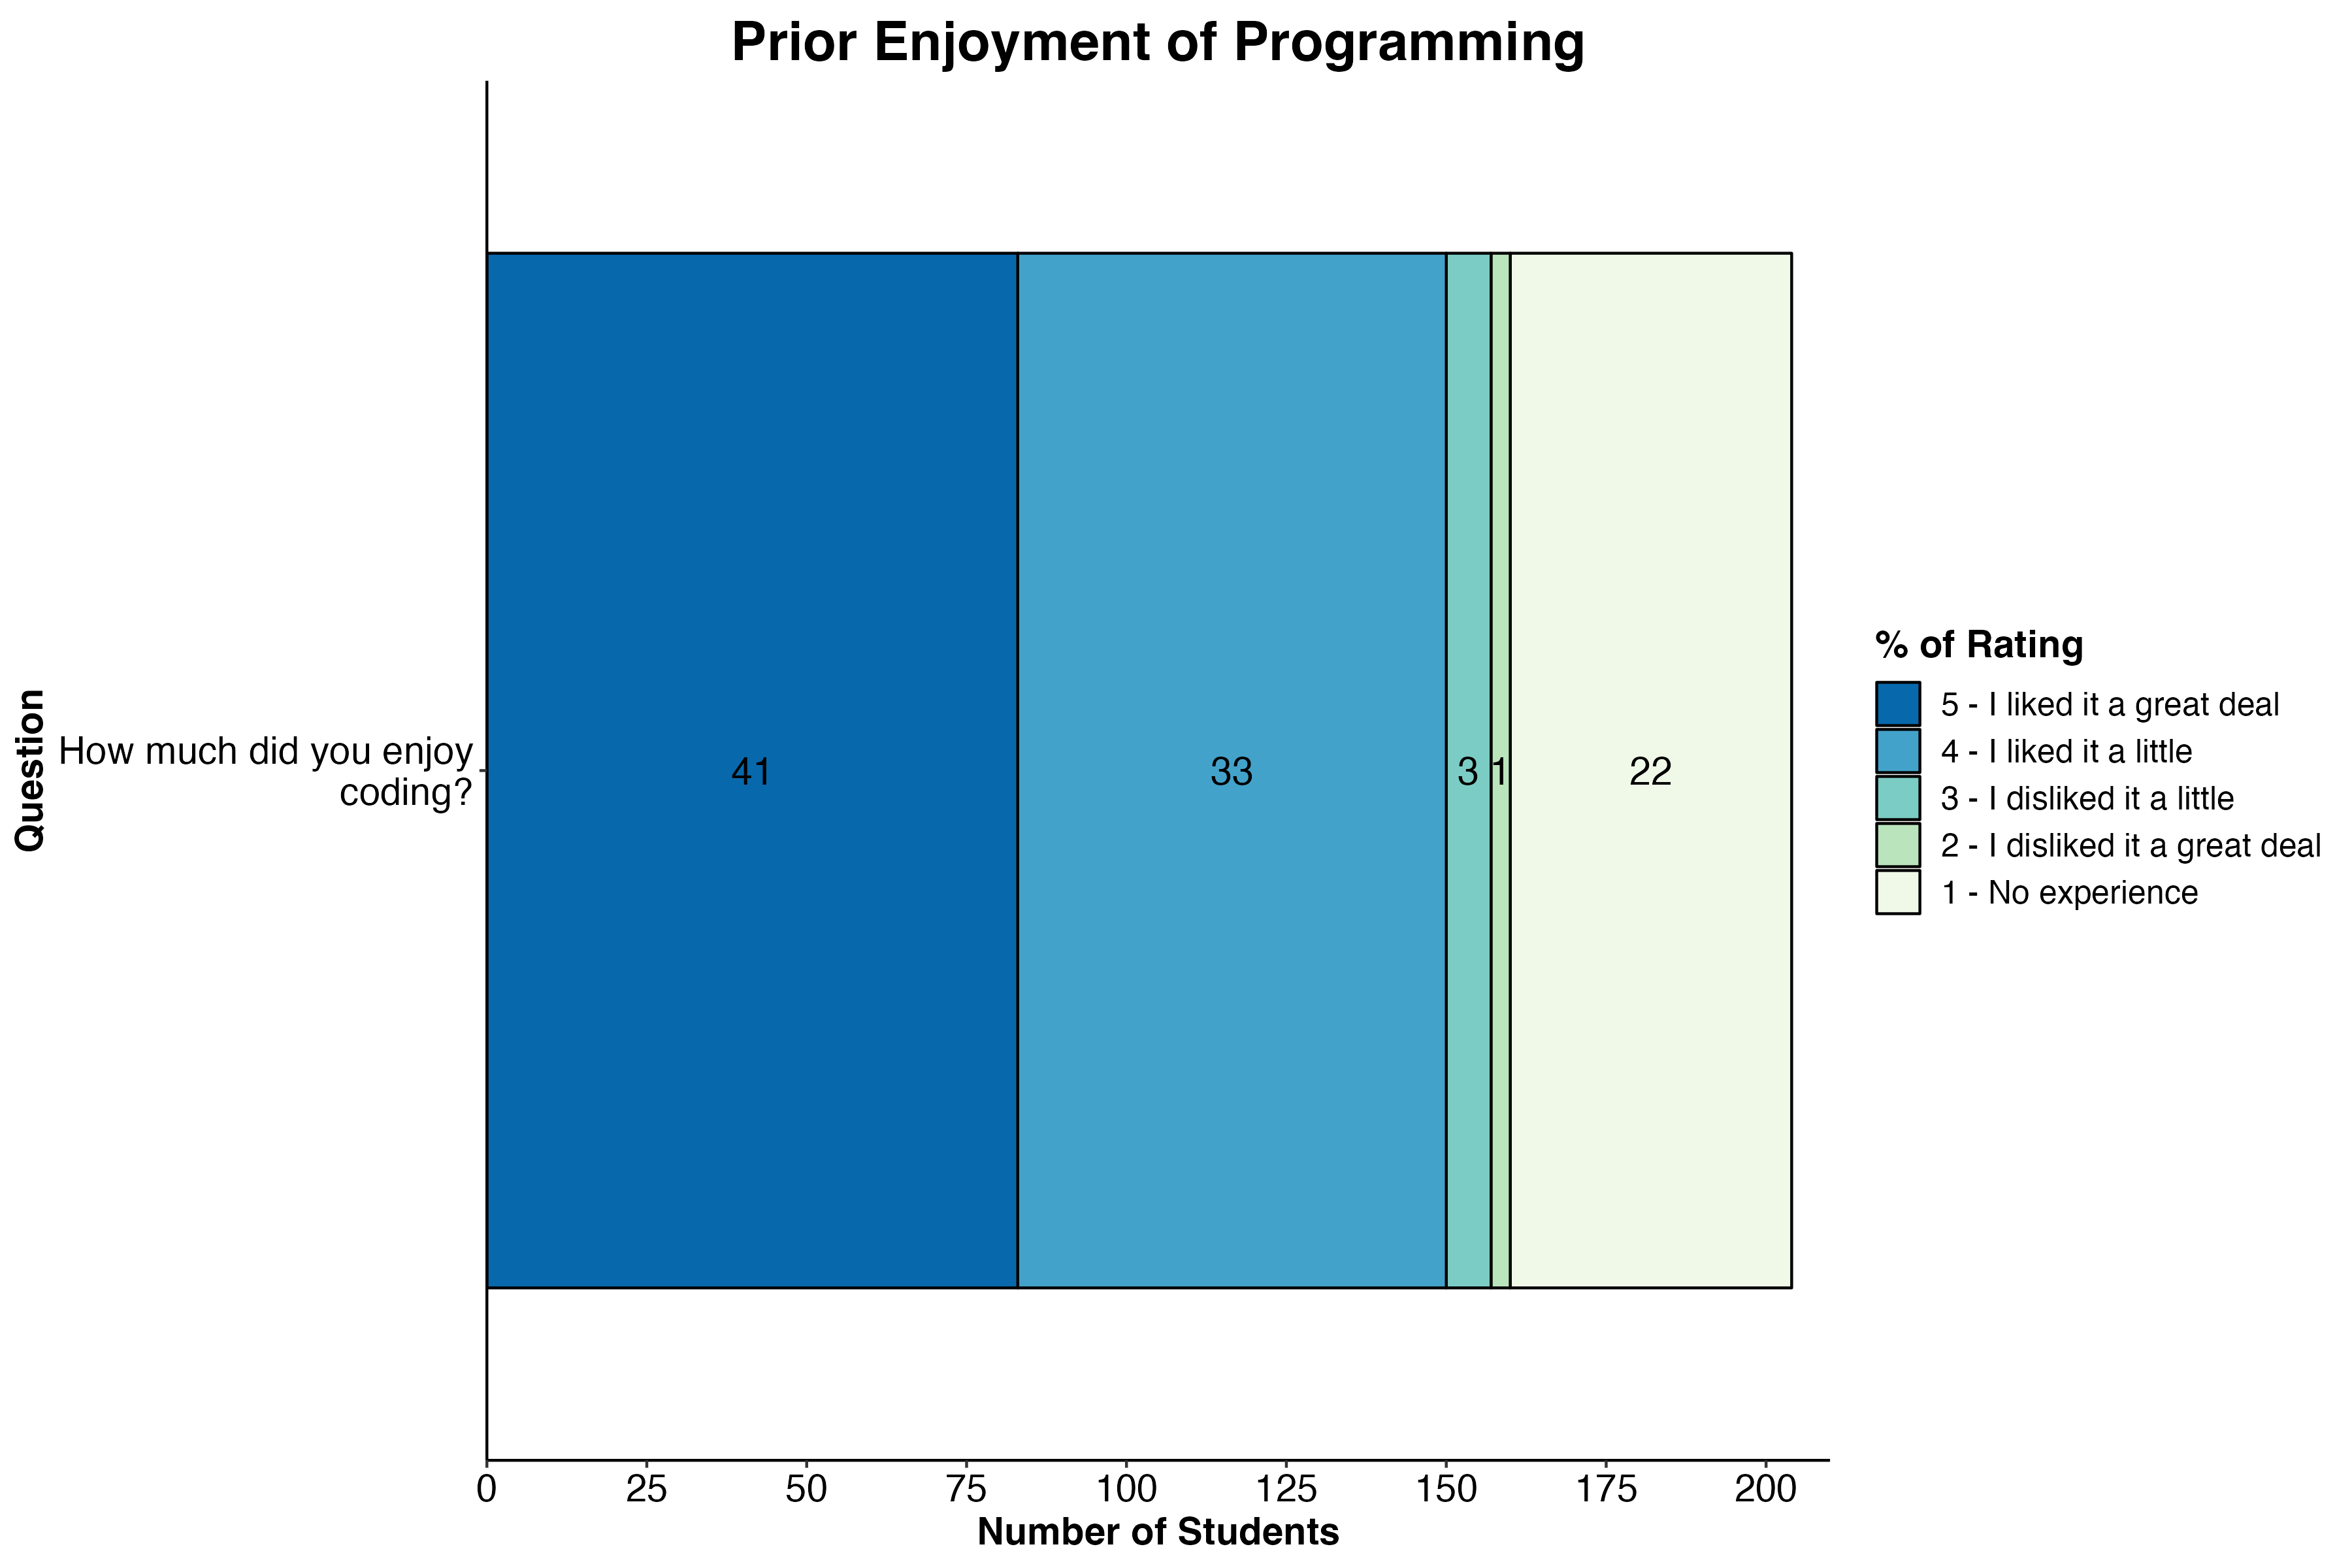 Prior Enjoyment of Programming
Question
How much did you enjoy
coding?
41
33
3
1
22
% of Rating
5 - I liked it a great deal
4 - I liked it a little
3 - I disliked it a little
2 - I disliked it a great deal
1 - No experience
0 25 50 75 100 125 150 175 200
Number of Students